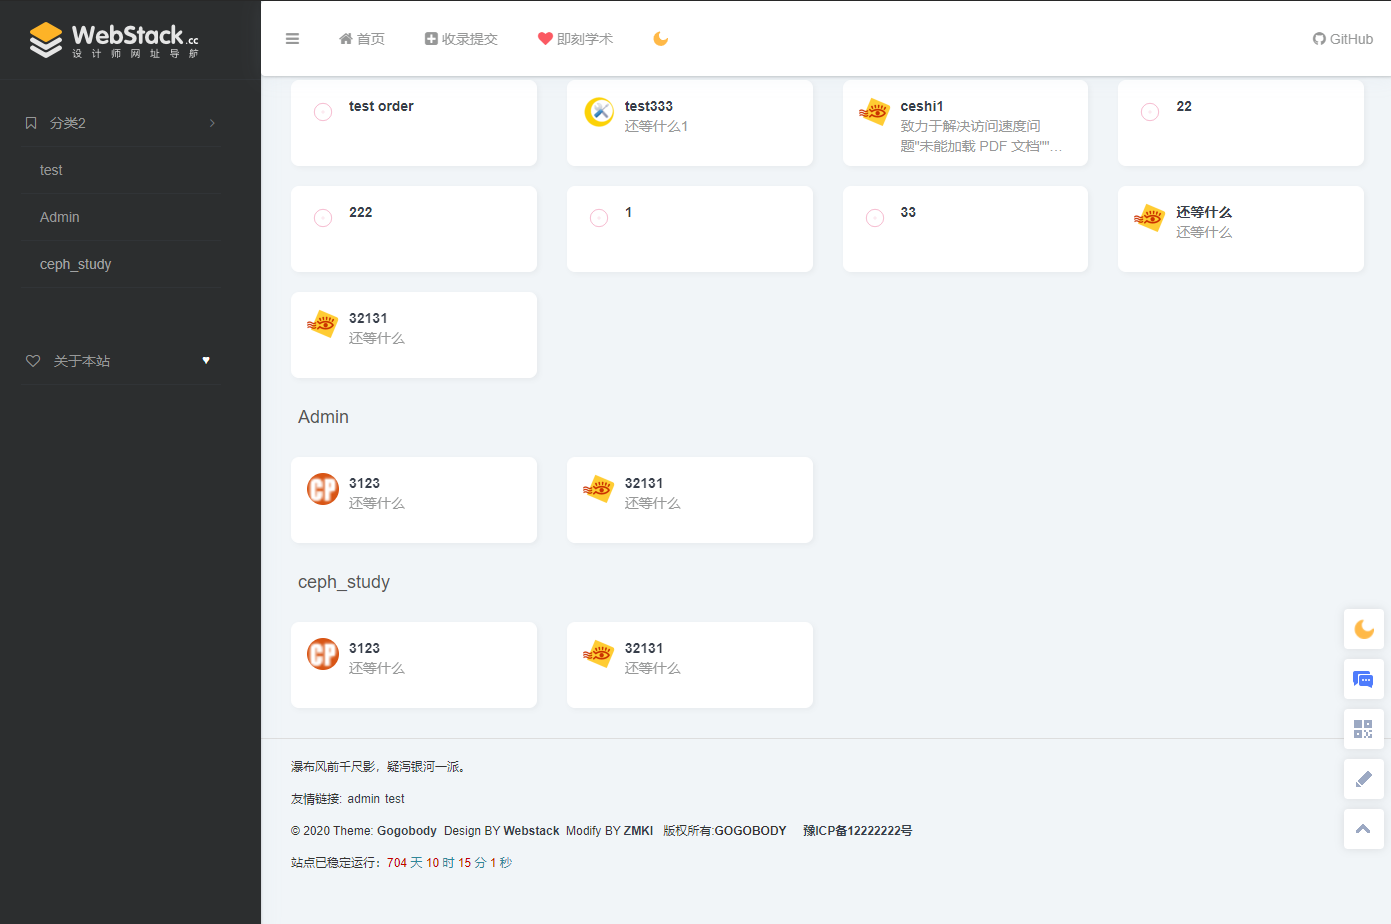 WebStack.cc
设计师网址导航
首页
收录提交
即刻学术
GitHub
分类2
test
Admin
ceph_study
关于本站
test order
test333
还等什么1
ceshi1
致力于解决访问速度问
题"未能加载 PDF 文档""...
22
222
1
33
还等什么
还等什么
32131
还等什么
Admin
3123
还等什么
32131
还等什么
ceph_study
3123
还等什么
32131
还等什么
瀑布风前千尺影，疑泻银河一派。
友情链接: admin test
© 2020 Theme: Gogobody Design BY Webstack Modify BY ZMKI 版权所有:GOGOBODY 豫ICP备12222222号
站点已稳定运行：704 天 10 时 15 分 1 秒